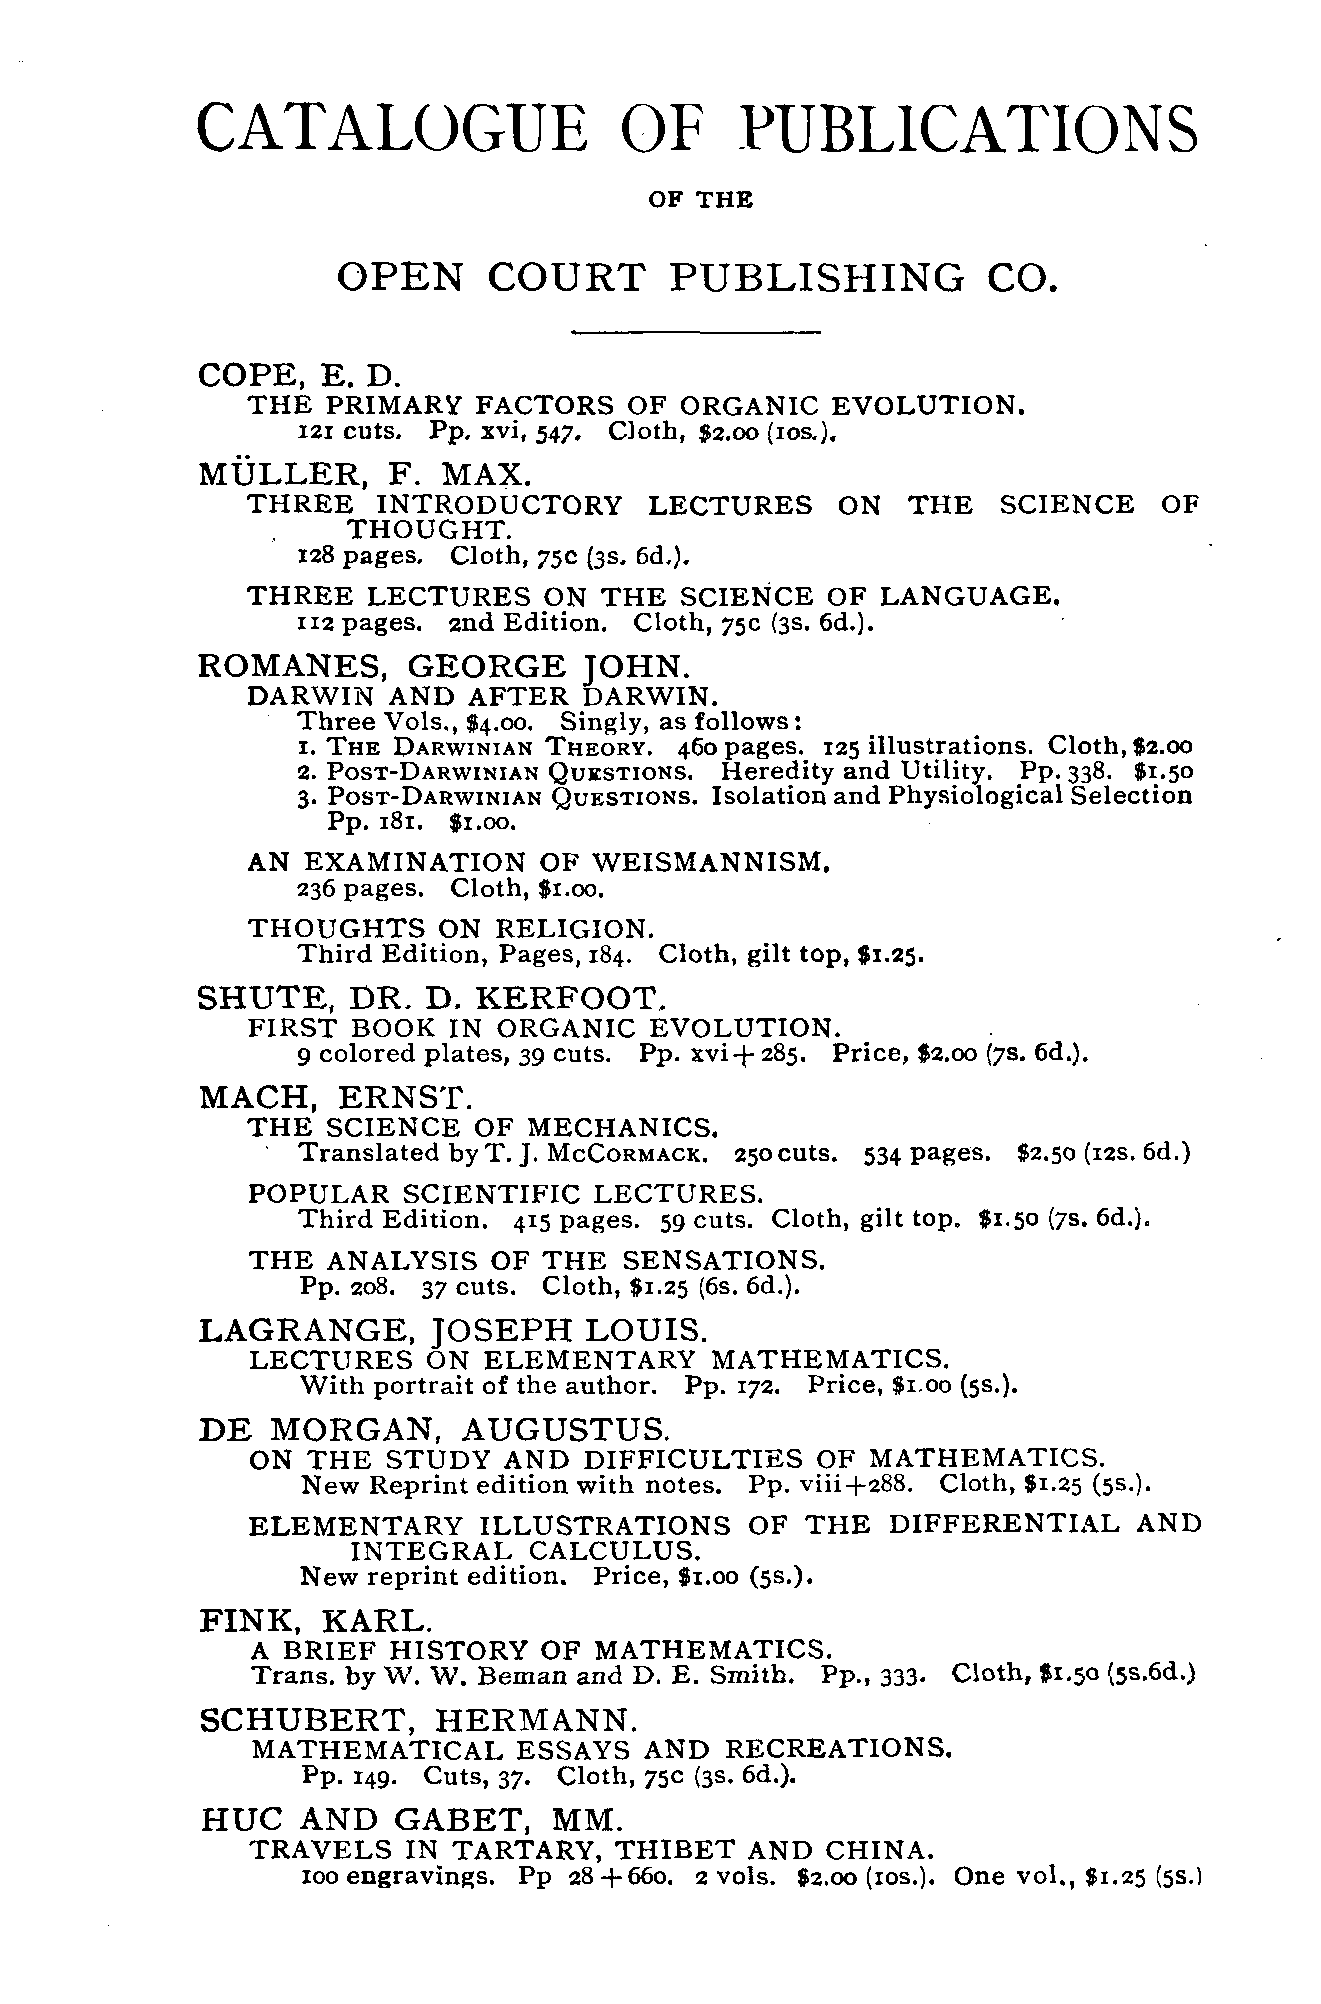 CATALOGUE OF PUBLICATIONS
OF THE
OPEN COURT PUBLISHING CO.
COPE, E. D.
THE PRIMARY FACTORS OF ORGANIC EVOLUTION.
121 cuts. Pp. xvi, 547. Cloth, $2.00 (10s.).
MÜLLER, F. MAX.
THREE INTRODUCTORY LECTURES ON THE SCIENCE OF
THOUGHT.
128 pages. Cloth, 75c (3s. 6d.).
THREE LECTURES ON THE SCIENCE OF LANGUAGE.
112 pages. 2nd Edition. Cloth, 75c (3s. 6d.).
ROMANES, GEORGE JOHN.
DARWIN AND AFTER DARWIN.
Three Vols., $4.00. Singly, as follows:
1. THE DARWINIAN THEORY. 460 pages. 125 illustrations. Cloth, $2.00
2. POST-DARWINIAN QUESTIONS. Heredity and Utility. Pp. 338. $1.50
3. POST-DARWINIAN QUESTIONS. Isolation and Physiological Selection
Pp. 181. $1.00.
AN EXAMINATION OF WEISMANNISM.
236 pages. Cloth, $1.00.
THOUGHTS ON RELIGION.
Third Edition, Pages, 184. Cloth, gilt top, $1.25.
SHUTE, DR. D. KERFOOT.
FIRST BOOK IN ORGANIC EVOLUTION.
9 colored plates, 39 cuts. Pp. xvi+285. Price, $2.00 (7s. 6d.).
MACH, ERNST.
THE SCIENCE OF MECHANICS.
Translated by T. J. MCCORMACK. 250 cuts. 534 pages. $2.50 (12s. 6d.)
POPULAR SCIENTIFIC LECTURES.
Third Edition. 415 pages. 59 cuts. Cloth, gilt top. $1.50 (7s. 6d.).
THE ANALYSIS OF THE SENSATIONS.
Pp. 208. 37 cuts. Cloth, $1.25 (6s. 6d.).
LAGRANGE, JOSEPH LOUIS.
LECTURES ON ELEMENTARY MATHEMATICS.
With portrait of the author. Pp. 172. Price, $1.00 (5s.).
DE MORGAN, AUGUSTUS.
ON THE STUDY AND DIFFICULTIES OF MATHEMATICS.
New Reprint edition with notes. Pp. viii+288. Cloth, $1.25 (5s.).
ELEMENTARY ILLUSTRATIONS OF THE DIFFERENTIAL AND
INTEGRAL CALCULUS.
New reprint edition. Price, $1.00 (5s.).
FINK, KARL.
A BRIEF HISTORY OF MATHEMATICS.
Trans. by W. W. Beman and D. E. Smith. Pp., 333. Cloth, $1.50 (5s.6d.)
SCHUBERT, HERMANN.
MATHEMATICAL ESSAYS AND RECREATIONS.
Pp. 149. Cuts, 37. Cloth, 75c (3s. 6d.).
HUC AND GABET, MM.
TRAVELS IN TARTARY, THIBET AND CHINA.
100 engravings. Pp 28+660. 2 vols. $2.00 (10s.). One vol., $1.25 (5s.)